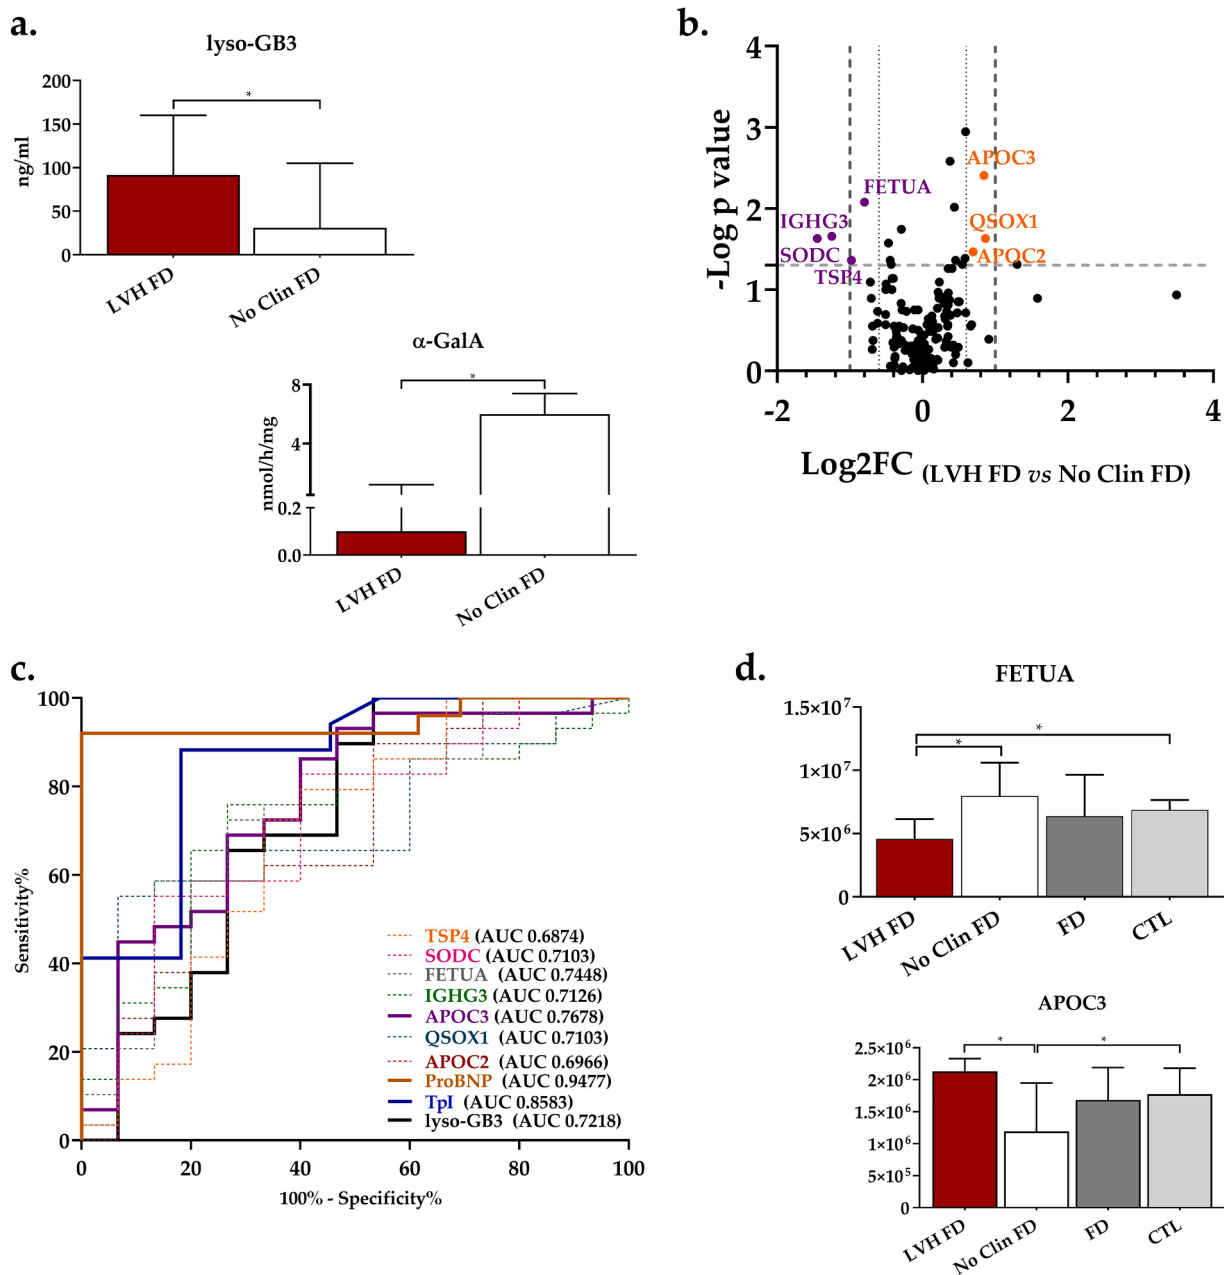 a.
lyso-GB3
200
150
100
50
0
ng/ml
*
LVH FD
No Clin FD
α-GalA
8
4
0.2
0.0
nmol/h/mg
*
LVH FD
No Clin FD
b.
4
3
2
1
0
-Log p value
APOC3
FETUA
IGHG3
QSOX1
SODC
APOC2
TSP4
-2
0
2
4
Log2FC (LVH FD vs No Clin FD)
c.
100
80
60
40
20
0
Sensitivity%
TSP4 (AUC 0.6874)
SODC (AUC 0.7103)
FETUA (AUC 0.7448)
IGHG3 (AUC 0.7126)
APOC3 (AUC 0.7678)
QSOX1 (AUC 0.7103)
APOC2 (AUC 0.6966)
ProBNP (AUC 0.9477)
TpI (AUC 0.8583)
lyso-GB3 (AUC 0.7218)
0
20
40
60
80
100
100% - Specificity%
d.
FETUA
1.5×10⁷
1×10⁷
5×10⁶
0
*
*
LVH FD
No Clin FD
FD
CTL
APOC3
2.5×10⁶
2×10⁶
1.5×10⁶
1×10⁶
5×10⁵
0
*
*
LVH FD
No Clin FD
FD
CTL